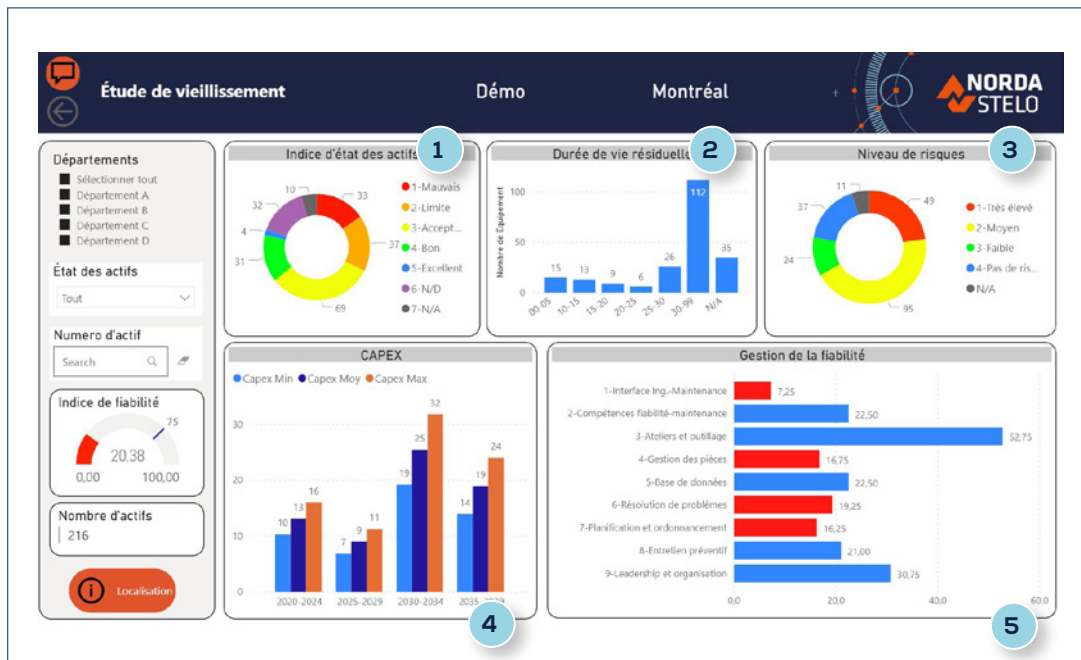 Étude de vieillissement
Démo
Montréal
NORDA
STELO
Départements
Sélectionner tout
Département A
Département B
Département C
Département D
État des actifs
Tout
Numero d'actif
Search
Indice de fiabilité
75
20,38
0,00
100,00
Nombre d'actifs
216
Localisation
Indice d'état des actifs
1
10
33
32
4
37
31
69
1-Mauvais
2-Limite
3-Accept...
4-Bon
5-Excellent
6-N/D
7-N/A
Durée de vie résiduelle
2
Nombre de Equipement
100
50
0
15
13
9
6
26
112
35
00-05
10-15
15-20
20-25
25-30
30-99
N/A
Niveau de risques
3
11
49
37
24
95
1-Très élevé
2-Moyen
3-Faible
4-Pas de ris...
N/A
CAPEX
Capex Min
Capex Moy
Capex Max
30
20
10
0
10
13
16
7
9
11
19
25
32
14
19
24
2020-2024
2025-2029
2030-2034
4
Gestion de la fiabilité
1-Interface Ing.-Maintenance
7,25
2-Compétences fiabilité-maintenance
22,50
3-Ateliers et outillage
52,75
4-Gestion des pièces
16,75
5-Base de données
22,50
6-Résolution de problèmes
19,25
7-Planification et ordonnancement
16,25
8-Entretien préventif
21,00
9-Leadership et organisation
30,75
0,0
20,0
40,0
60,0
5